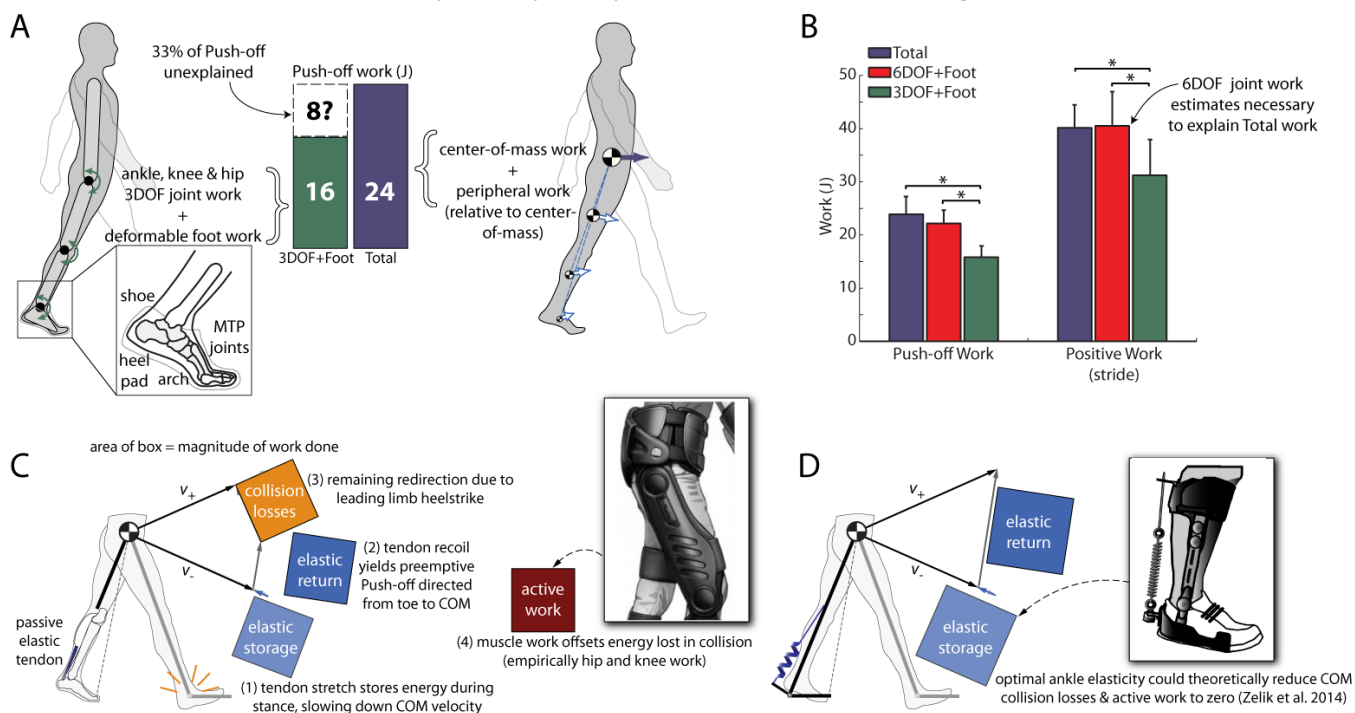 A
33% of Push-off
unexplained
Push-off work (J)
8?
16
24
3DOF+Foot
Total
ankle, knee & hip
3DOF joint work
+
deformable foot work
center-of-mass work
+
peripheral work
(relative to center-
of-mass)
shoe
MTP
joints
heel
pad
arch
B
Total
6DOF+Foot
3DOF+Foot
*
*
*
*
6DOF joint work
estimates necessary
to explain Total work
Work (J)
50
40
30
20
10
0
Push-off Work
Positive Work
(stride)
C
area of box = magnitude of work done
v+
v-
collision
losses
(3) remaining redirection due to
leading limb heelstrike
elastic
return
(2) tendon recoil
yields preemptive
Push-off directed
from toe to COM
elastic
storage
passive
elastic
tendon
(1) tendon stretch stores energy during
stance, slowing down COM velocity
active
work
(4) muscle work offsets energy lost in collision
(empirically hip and knee work)
D
v+
v-
elastic
return
elastic
storage
optimal ankle elasticity could theoretically reduce COM
collision losses & active work to zero (Zelik et al. 2014)